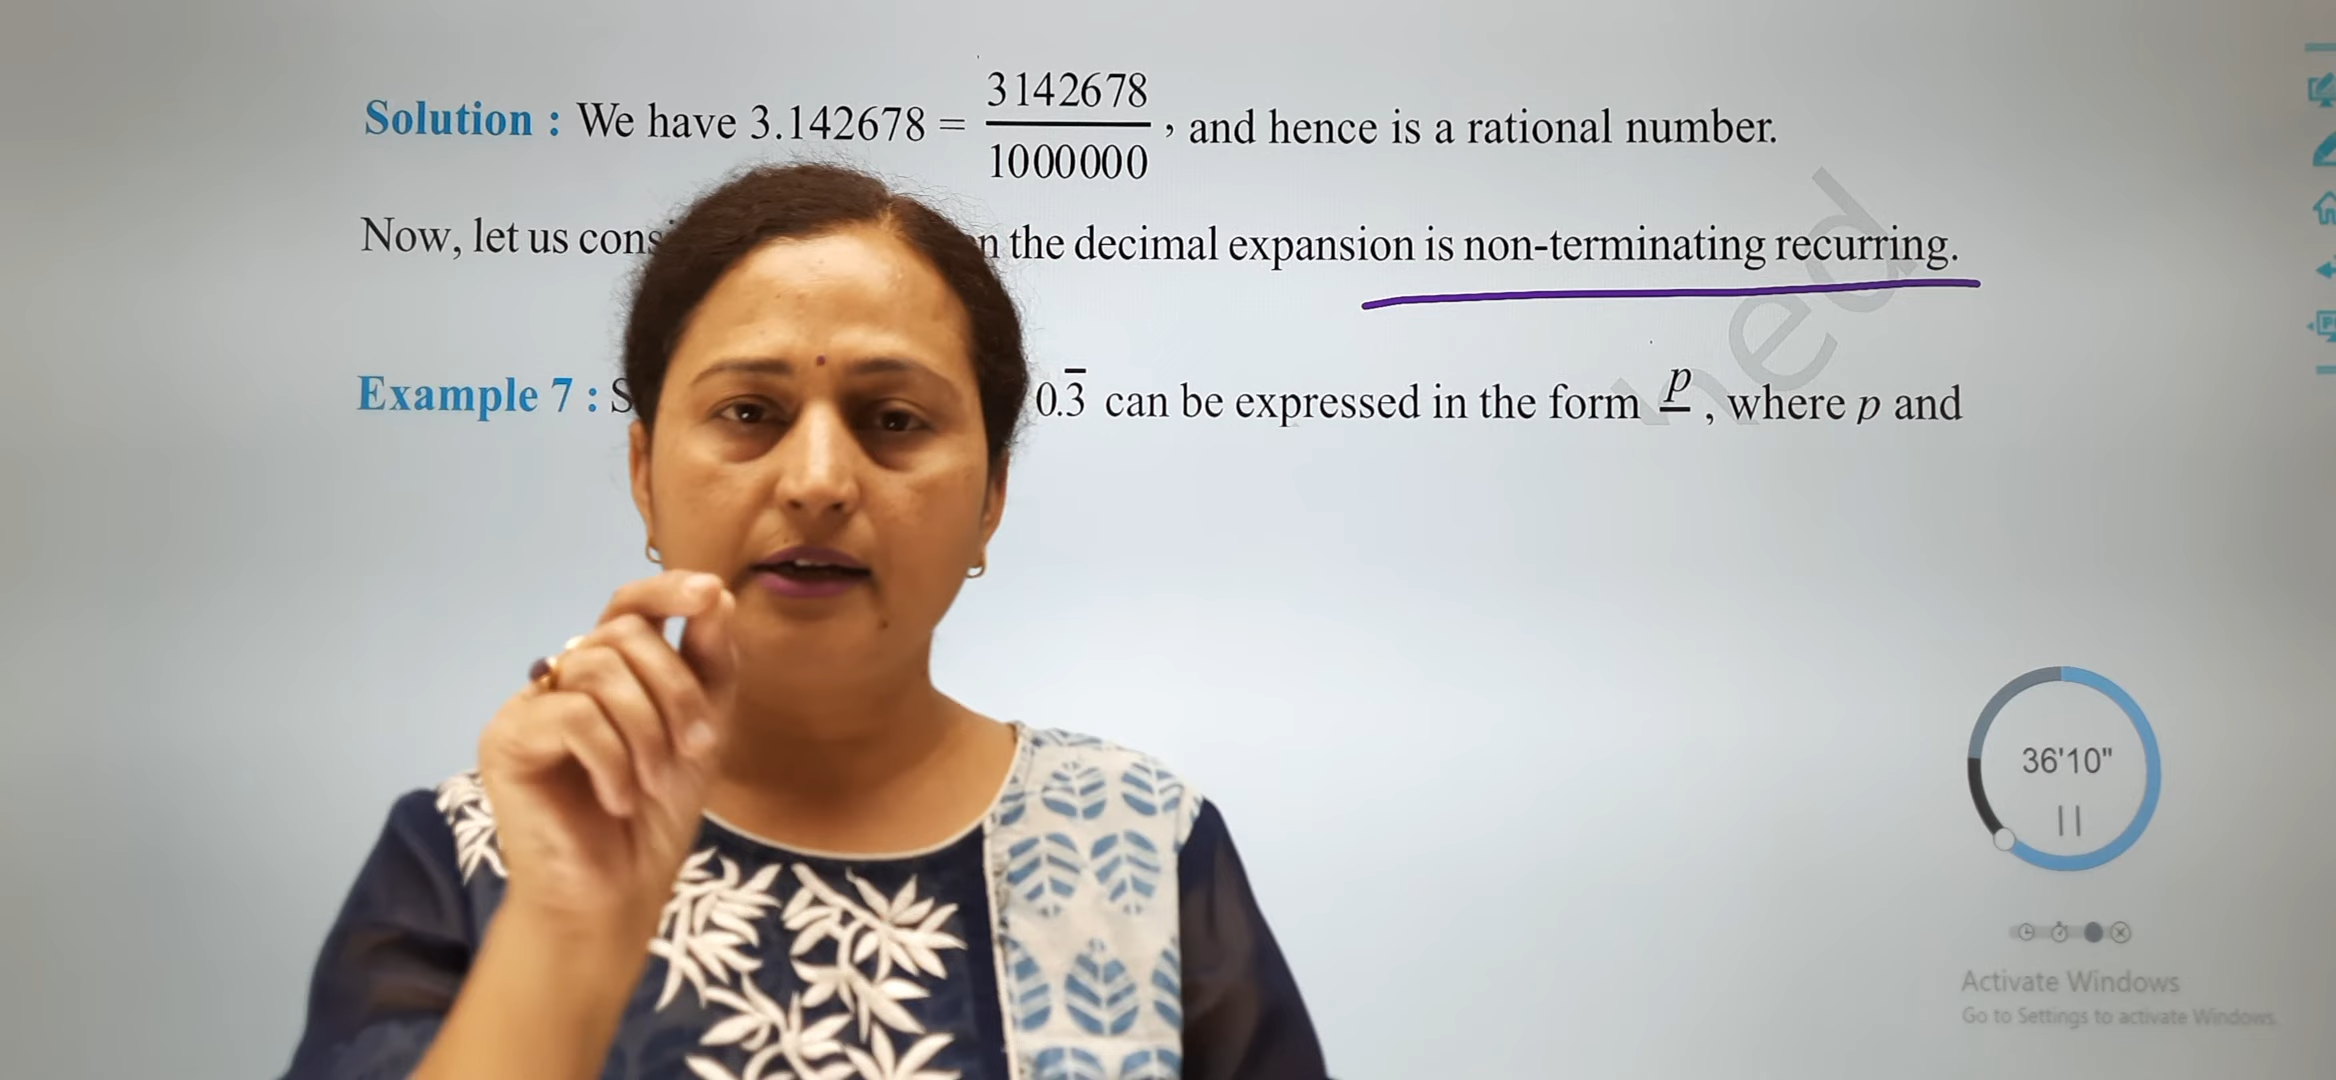 Solution : We have 3.142678 = 3142678/1000000 , and hence is a rational number.
Now, let us cons n the decimal expansion is non-terminating recurring.
Example 7 : S 0.3̅ can be expressed in the form p , where p and
ned
36'10"
Activate Windows
Go to Settings to activate Windows.